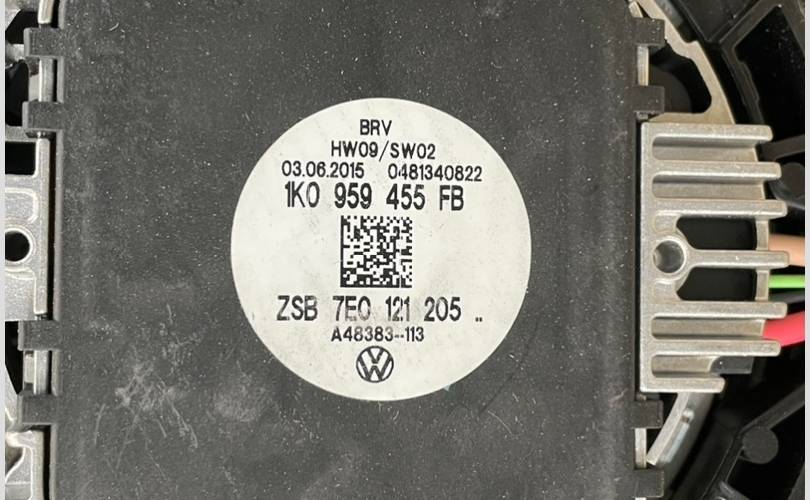 BRV
HW09/SW02
03.06.2015 0481340822
1K0 959 455 FB
ZSB 7E0 121 205 ..
A48383--113